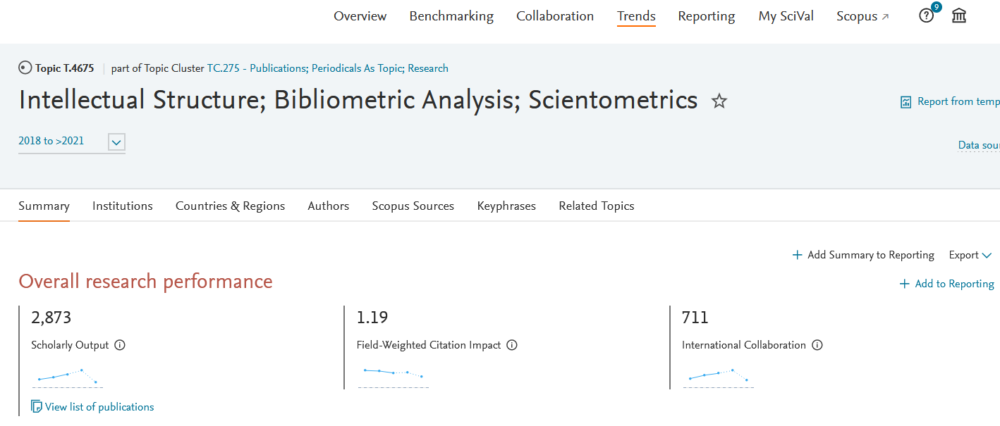 Overview Benchmarking Collaboration Trends Reporting My SciVal Scopus ↗ ? 9
Topic T.4675 part of Topic Cluster TC.275 - Publications; Periodicals As Topic; Research
Intellectual Structure; Bibliometric Analysis; Scientometrics
Report from temp
2018 to >2021
Data sou
Summary Institutions Countries & Regions Authors Scopus Sources Keyphrases Related Topics
+ Add Summary to Reporting Export
Overall research performance
+ Add to Reporting
2,873 1.19 711
Scholarly Output Field-Weighted Citation Impact International Collaboration
View list of publications